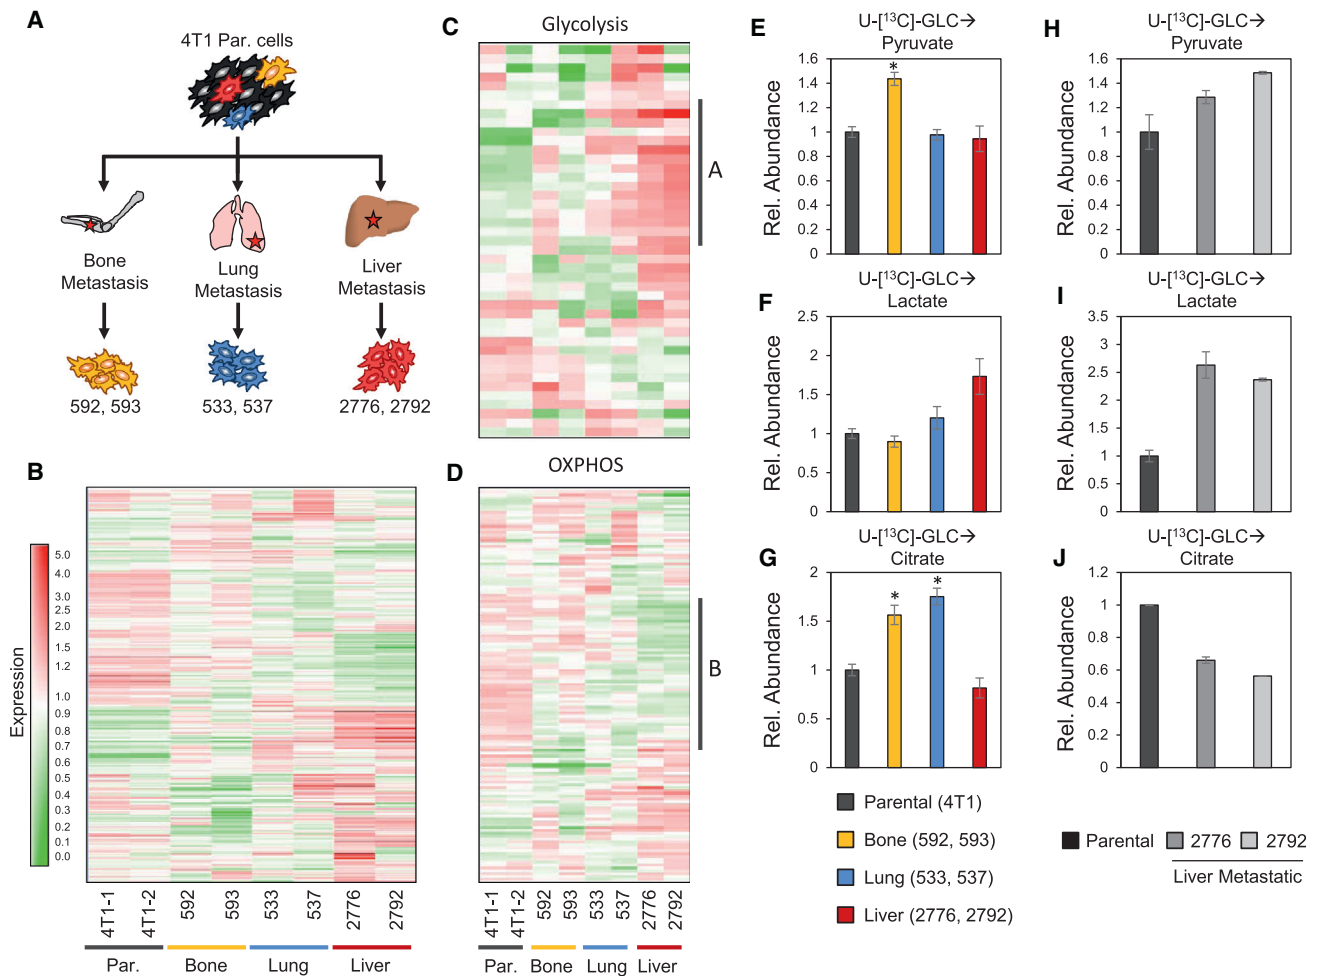 A
4T1 Par. cells
Bone
Metastasis
Lung
Metastasis
Liver
Metastasis
592, 593
533, 537
2776, 2792
B
Expression
5.0
4.0
3.0
2.5
2.0
1.5
1.2
1.0
0.9
0.8
0.7
0.6
0.5
0.4
0.3
0.2
0.1
0.0
4T1-1
4T1-2
592
593
533
537
2776
2792
Par.
Bone
Lung
Liver
C
Glycolysis
A
D
OXPHOS
B
4T1-1
4T1-2
592
593
533
537
2776
2792
Par.
Bone
Lung
Liver
E
U-[¹³C]-GLC→
Pyruvate
Rel. Abundance
1.6
1.4
1.2
1
0.8
1.6
0.4
0.2
0
*
F
U-[¹³C]-GLC→
Lactate
Rel. Abundance
2.5
2
1.5
1
0.5
0
G
U-[¹³C]-GLC→
Citrate
Rel. Abundance
2
1.5
1
0.5
0
*
*
Parental (4T1)
Bone (592, 593)
Lung (533, 537)
Liver (2776, 2792)
H
U-[¹³C]-GLC→
Pyruvate
Rel. Abundance
1.6
1.4
1.2
1
0.8
0.6
0.4
0.2
0
I
U-[¹³C]-GLC→
Lactate
Rel. Abundance
3.5
3
2.5
2
1.5
1
0.5
0
J
U-[¹³C]-GLC→
Citrate
Rel. Abundance
1.2
1
0.8
0.6
0.4
0.2
0
Parental
2776
2792
Liver Metastatic